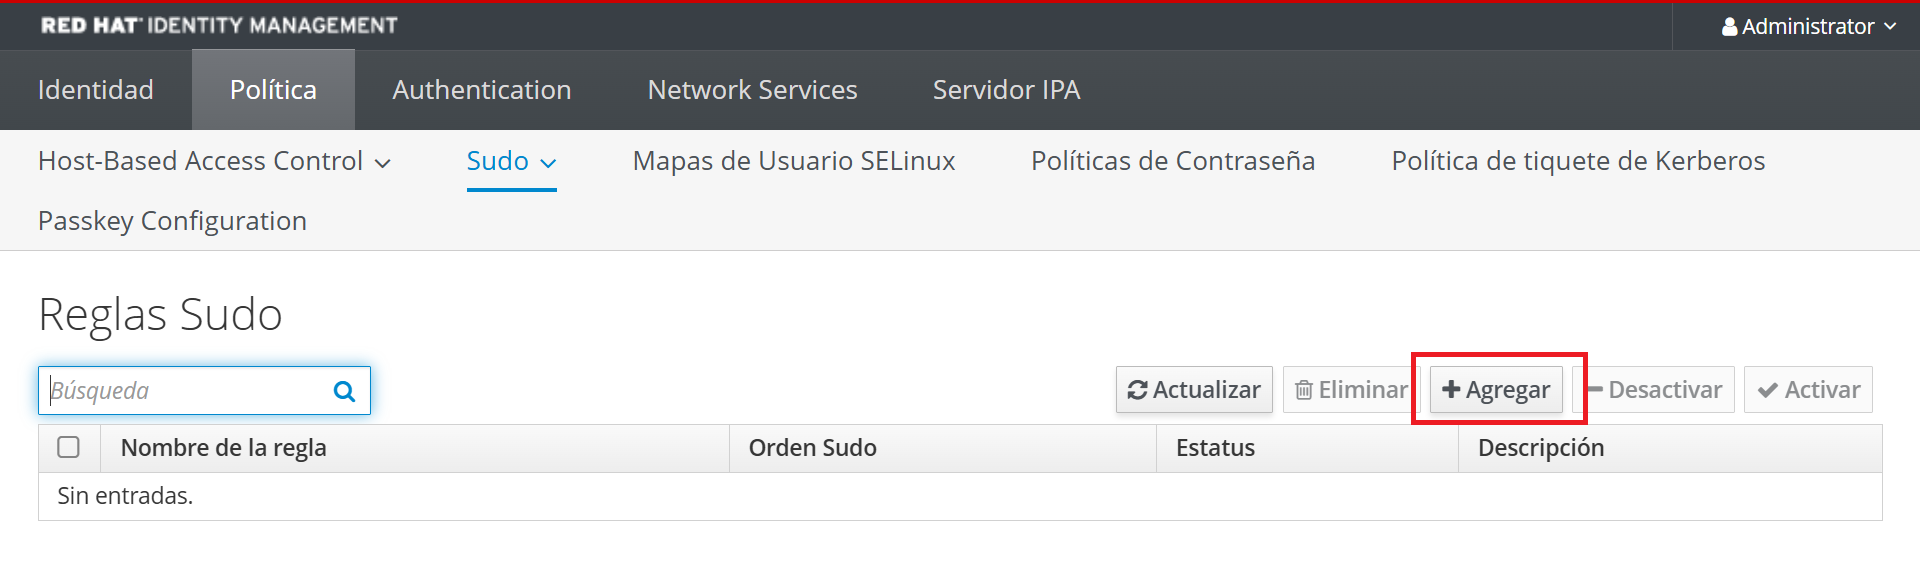 RED HAT IDENTITY MANAGEMENT
Administrator
Identidad Política Authentication Network Services Servidor IPA
Host-Based Access Control Sudo Mapas de Usuario SELinux Políticas de Contraseña Política de tiquete de Kerberos
Passkey Configuration
Reglas Sudo
Búsqueda Actualizar Eliminar Agregar Desactivar Activar
Nombre de la regla Orden Sudo Estatus Descripción
Sin entradas.